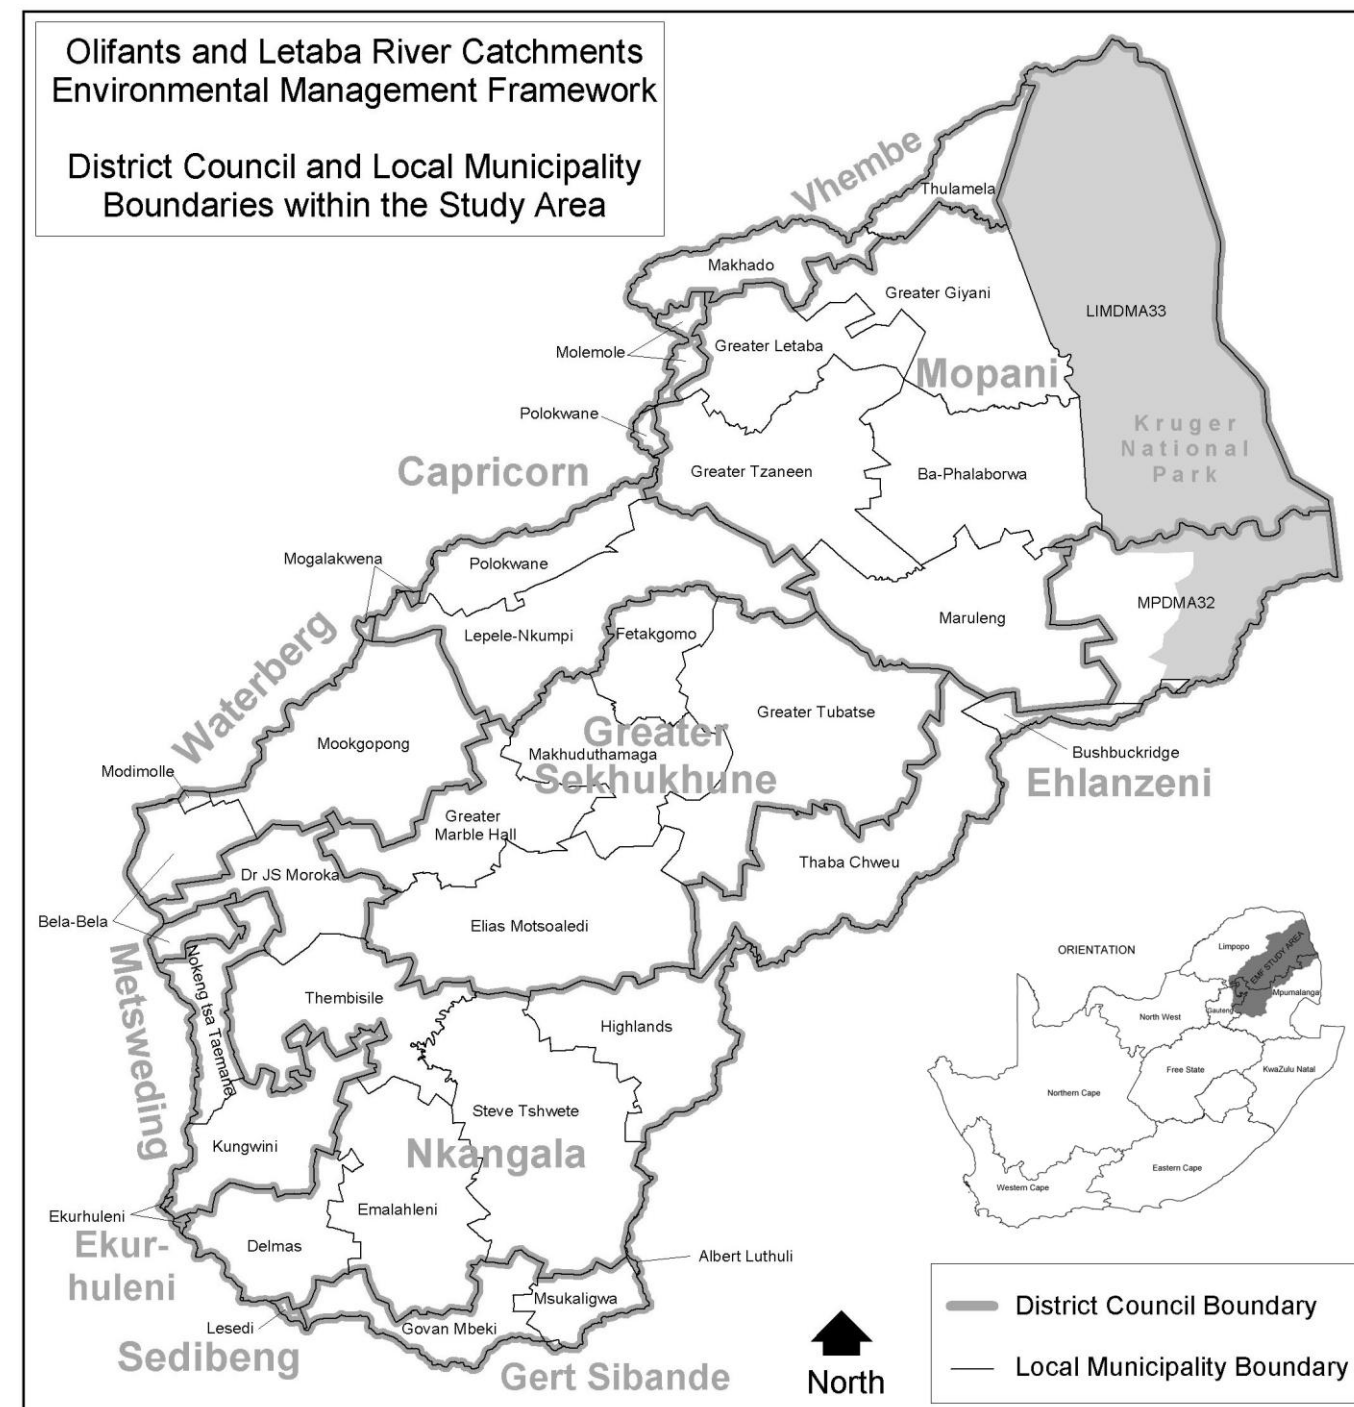 Olifants and Letaba River Catchments
Environmental Management Framework
District Council and Local Municipality
Boundaries within the Study Area
Vhembe
Thulamela
Makhado
Greater Giyani
LIMDMA33
Molemole
Greater Letaba
Mopani
Polokwane
Kruger
National
Park
Capricorn
Greater Tzaneen
Ba-Phalaborwa
Mogalakwena
Polokwane
MPDMA32
Maruleng
Waterberg
Lepele-Nkumpi
Fetakgomo
Greater Tubatse
Mookgopong
Greater
Sekhukhune
Makhuduthamaga
Bushbuckridge
Ehlanzeni
Modimolle
Greater
Marble Hall
Thaba Chweu
Dr JS Moroka
Bela-Bela
Elias Motsoaledi
Metsweding
Nokeng tsa Taemane
Thembisile
Highlands
Steve Tshwete
Kungwini
Nkangala
Ekurhuleni
Emalahleni
Ekur-
huleni
Delmas
Albert Luthuli
Msukaligwa
Lesedi
Govan Mbeki
Sedibeng
Gert Sibande
ORIENTATION
Limpopo
EMF STUDY AREA
Mpumalanga
North West
Gauteng
Free State
KwaZulu Natal
Northern Cape
Eastern Cape
Western Cape
North
District Council Boundary
Local Municipality Boundary